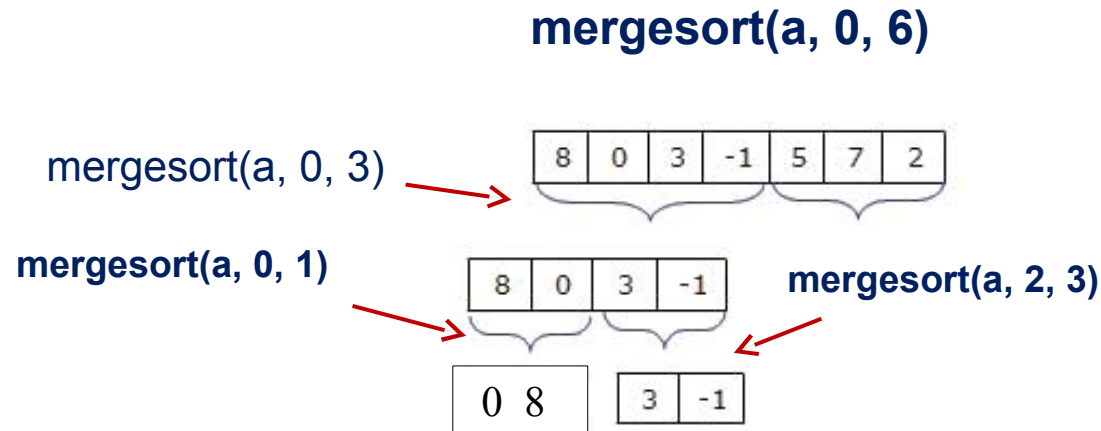 mergesort(a, 0, 6)
8 0 3 -1 5 7 2
mergesort(a, 0, 3)
mergesort(a, 0, 1)
8 0 3 -1
mergesort(a, 2, 3)
0 8
3 -1